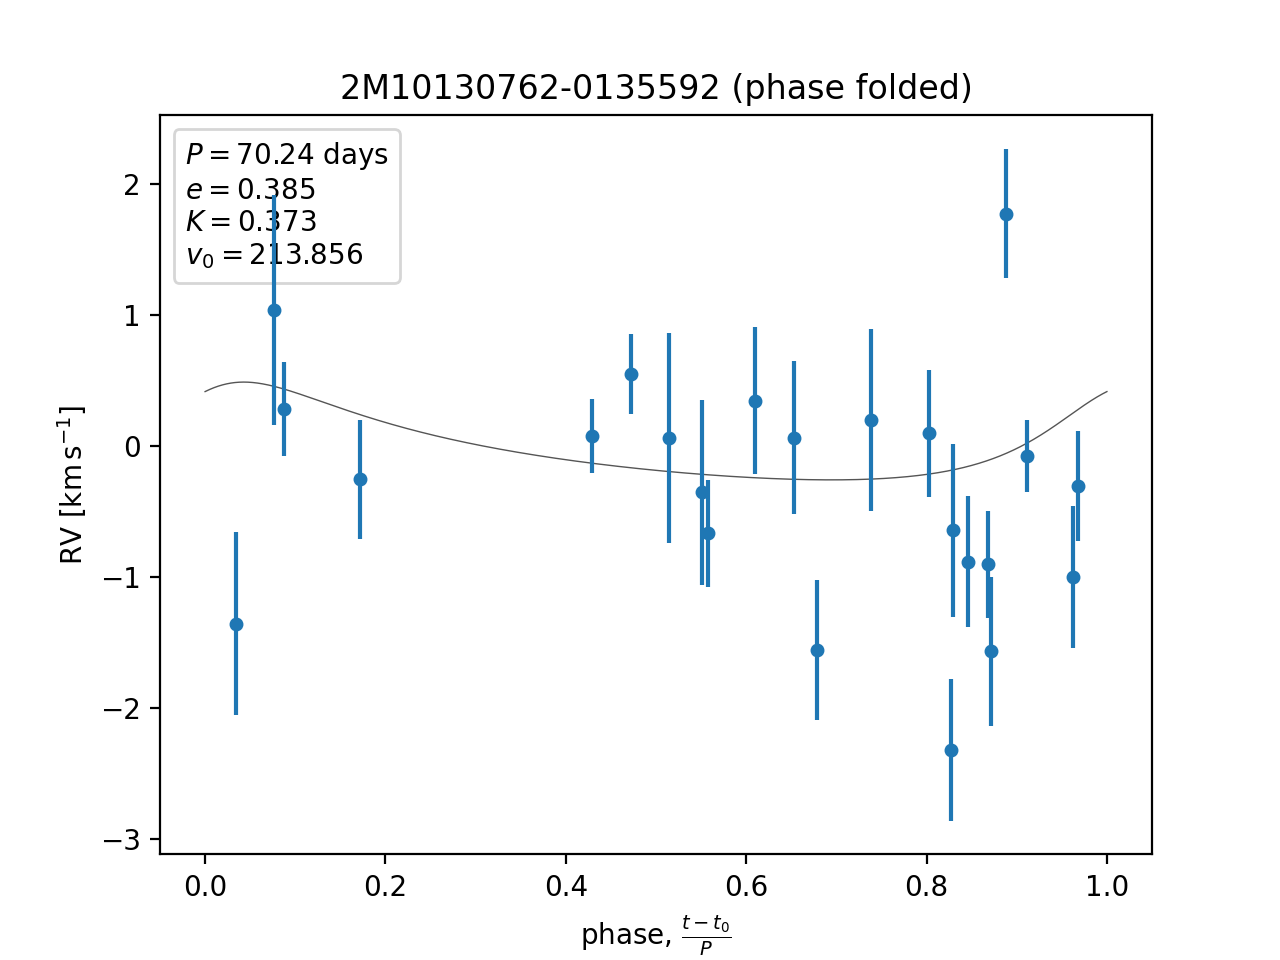 2M10130762-0135592 (phase folded)
P = 70.24 days
e = 0.385
K = 0.373
v₀ = 213.856
2
1
0
−1
−2
−3
RV [km s⁻¹]
0.0 0.2 0.4 0.6 0.8 1.0
phase, (t − t₀)/P